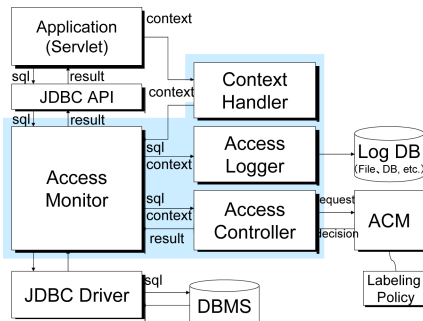 Application
(Servlet)
context
sql
result
JDBC API
context
Context
Handler
sql
result
Access
Monitor
sql
context
Access
Logger
Log DB
(File、DB, etc.)
sql
context
result
Access
Controller
equest
decision
ACM
Labeling
Policy
JDBC Driver
sql
DBMS